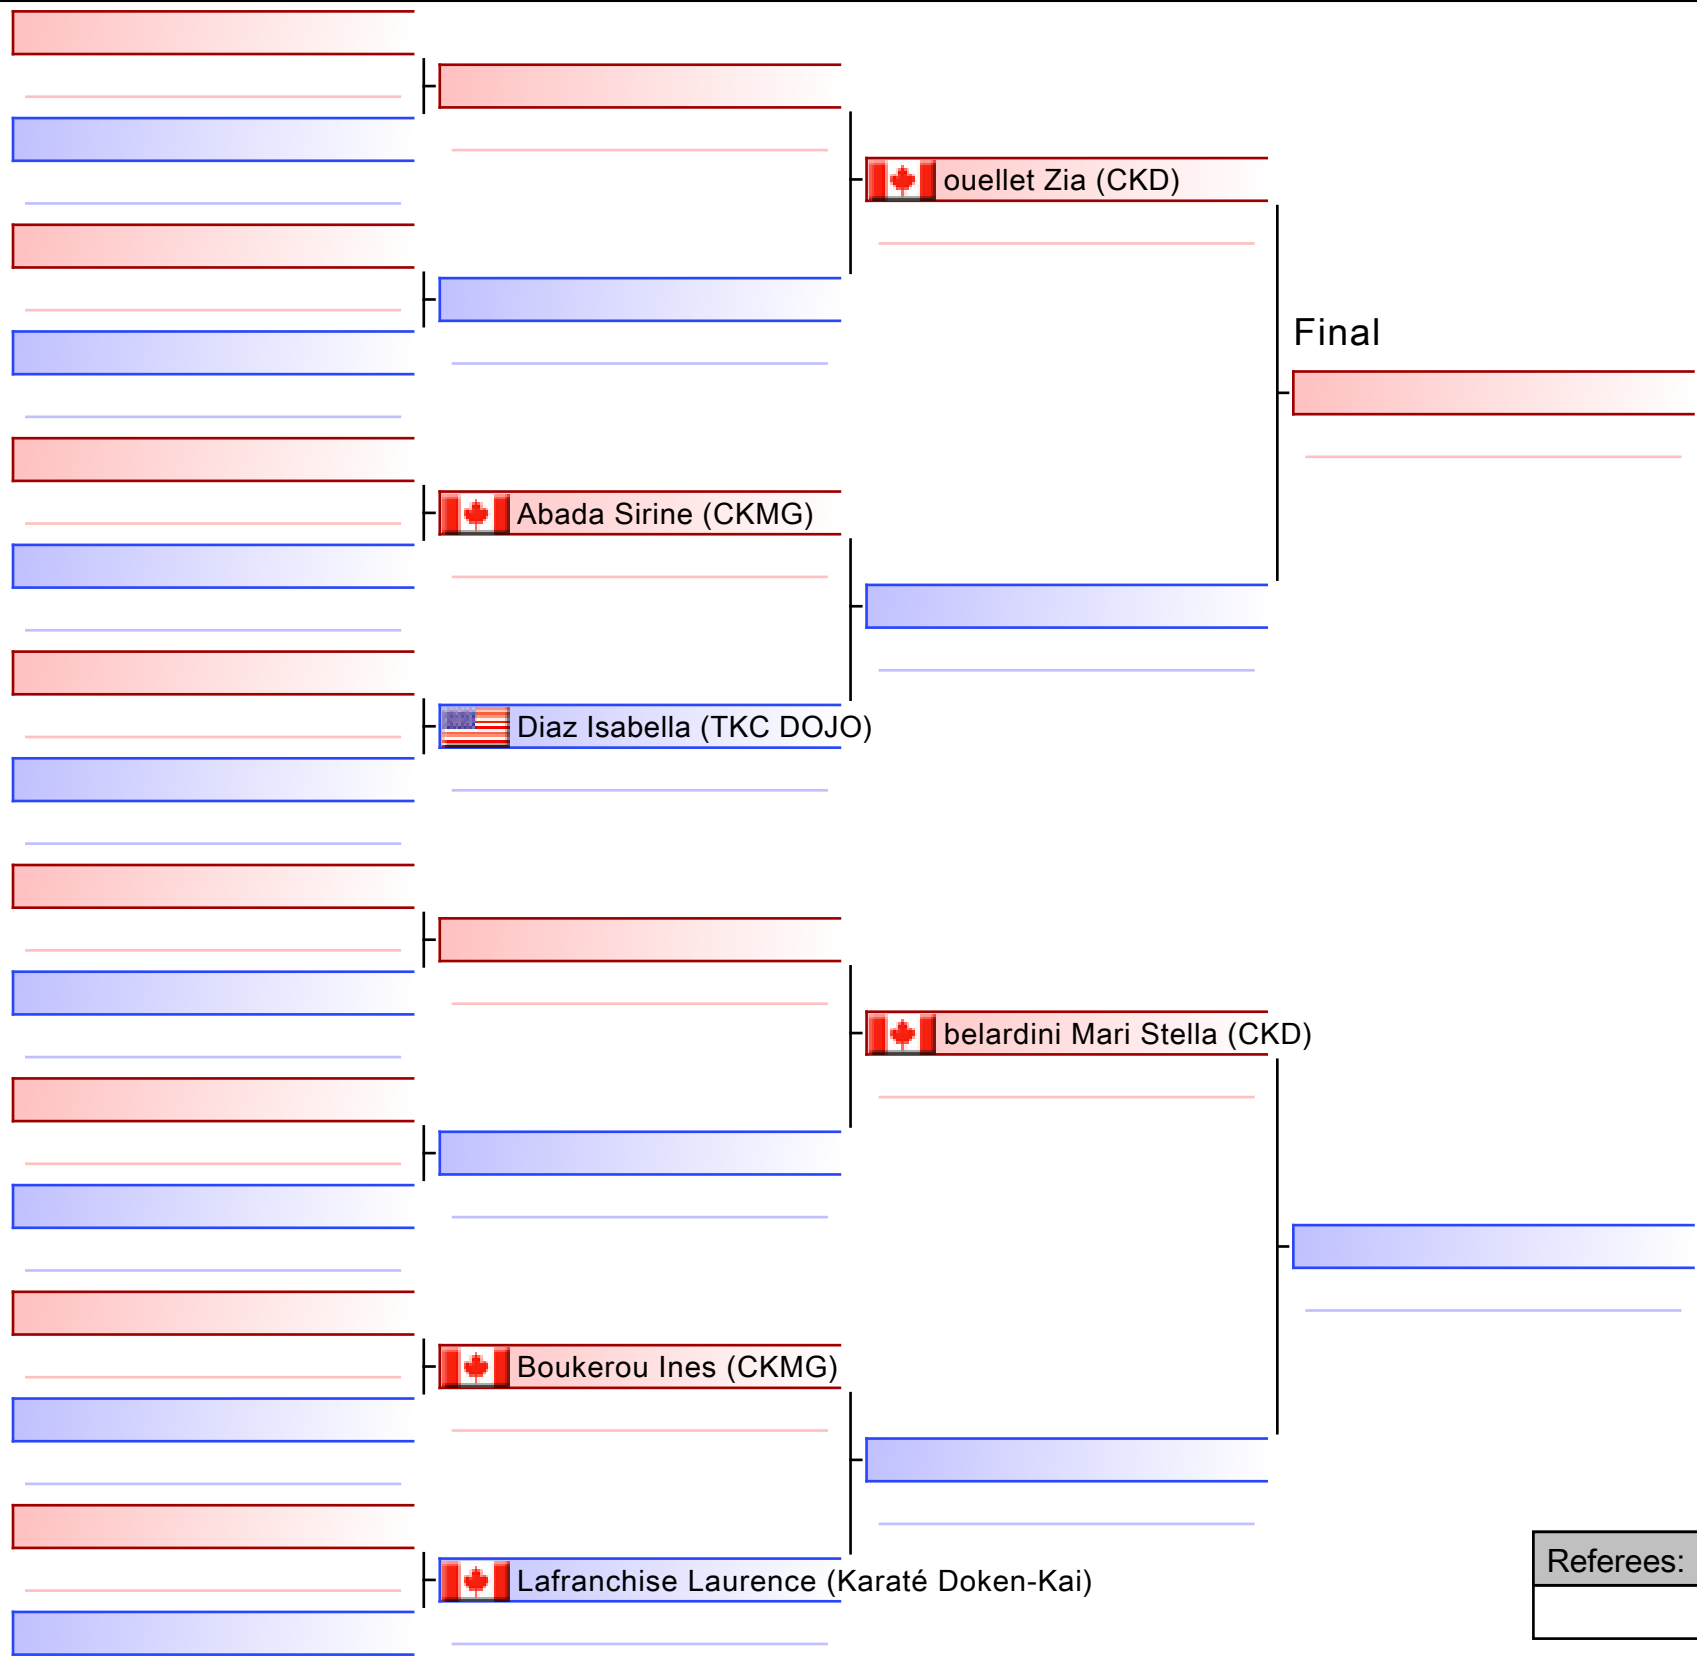 ouellet Zia (CKD)
Final
Abada Sirine (CKMG)
Diaz Isabella (TKC DOJO)
belardini Mari Stella (CKD)
Boukerou Ines (CKMG)
Lafranchise Laurence (Karaté Doken-Kai)
Referees: